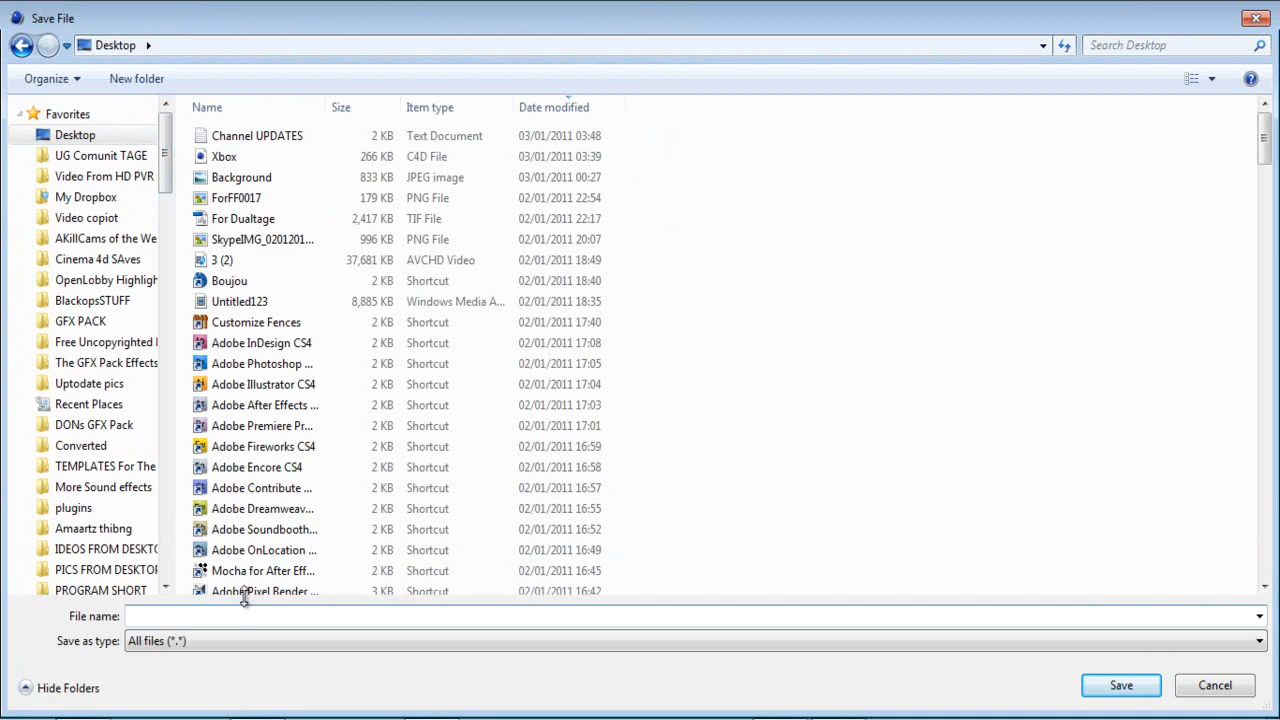 Save File
Desktop
Search Desktop
Organize New folder
Name Size Item type Date modified
Favorites
Desktop
UG Comunit TAGE
Video From HD PVR
My Dropbox
Video copiot
AKillCams of the We
Cinema 4d SAves
OpenLobby Highligh
BlackopsSTUFF
GFX PACK
Free Uncopyrighted
The GFX Pack Effects
Uptodate pics
Recent Places
DONs GFX Pack
Converted
TEMPLATES For The
More Sound effects
plugins
Amaartz thibng
IDEOS FROM DESKTO
PICS FROM DESKTOP
PROGRAM SHORT
Channel UPDATES 2 KB Text Document 03/01/2011 03:48
Xbox 266 KB C4D File 03/01/2011 03:39
Background 833 KB JPEG image 03/01/2011 00:27
ForFF0017 179 KB PNG File 02/01/2011 22:54
For Dualtage 2,417 KB TIF File 02/01/2011 22:17
SkypeIMG_0201201... 996 KB PNG File 02/01/2011 20:07
3 (2) 37,681 KB AVCHD Video 02/01/2011 18:49
Boujou 2 KB Shortcut 02/01/2011 18:40
Untitled123 8,885 KB Windows Media A... 02/01/2011 18:35
Customize Fences 2 KB Shortcut 02/01/2011 17:40
Adobe InDesign CS4 2 KB Shortcut 02/01/2011 17:08
Adobe Photoshop ... 2 KB Shortcut 02/01/2011 17:05
Adobe Illustrator CS4 2 KB Shortcut 02/01/2011 17:04
Adobe After Effects ... 2 KB Shortcut 02/01/2011 17:03
Adobe Premiere Pr... 2 KB Shortcut 02/01/2011 17:01
Adobe Fireworks CS4 2 KB Shortcut 02/01/2011 16:59
Adobe Encore CS4 2 KB Shortcut 02/01/2011 16:58
Adobe Contribute ... 2 KB Shortcut 02/01/2011 16:57
Adobe Dreamweav... 2 KB Shortcut 02/01/2011 16:55
Adobe Soundbooth... 2 KB Shortcut 02/01/2011 16:52
Adobe OnLocation ... 2 KB Shortcut 02/01/2011 16:49
Mocha for After Eff... 2 KB Shortcut 02/01/2011 16:45
Adobe Pixel Bender ... 3 KB Shortcut 02/01/2011 16:42
File name:
Save as type: All files (*.*)
Hide Folders Save Cancel